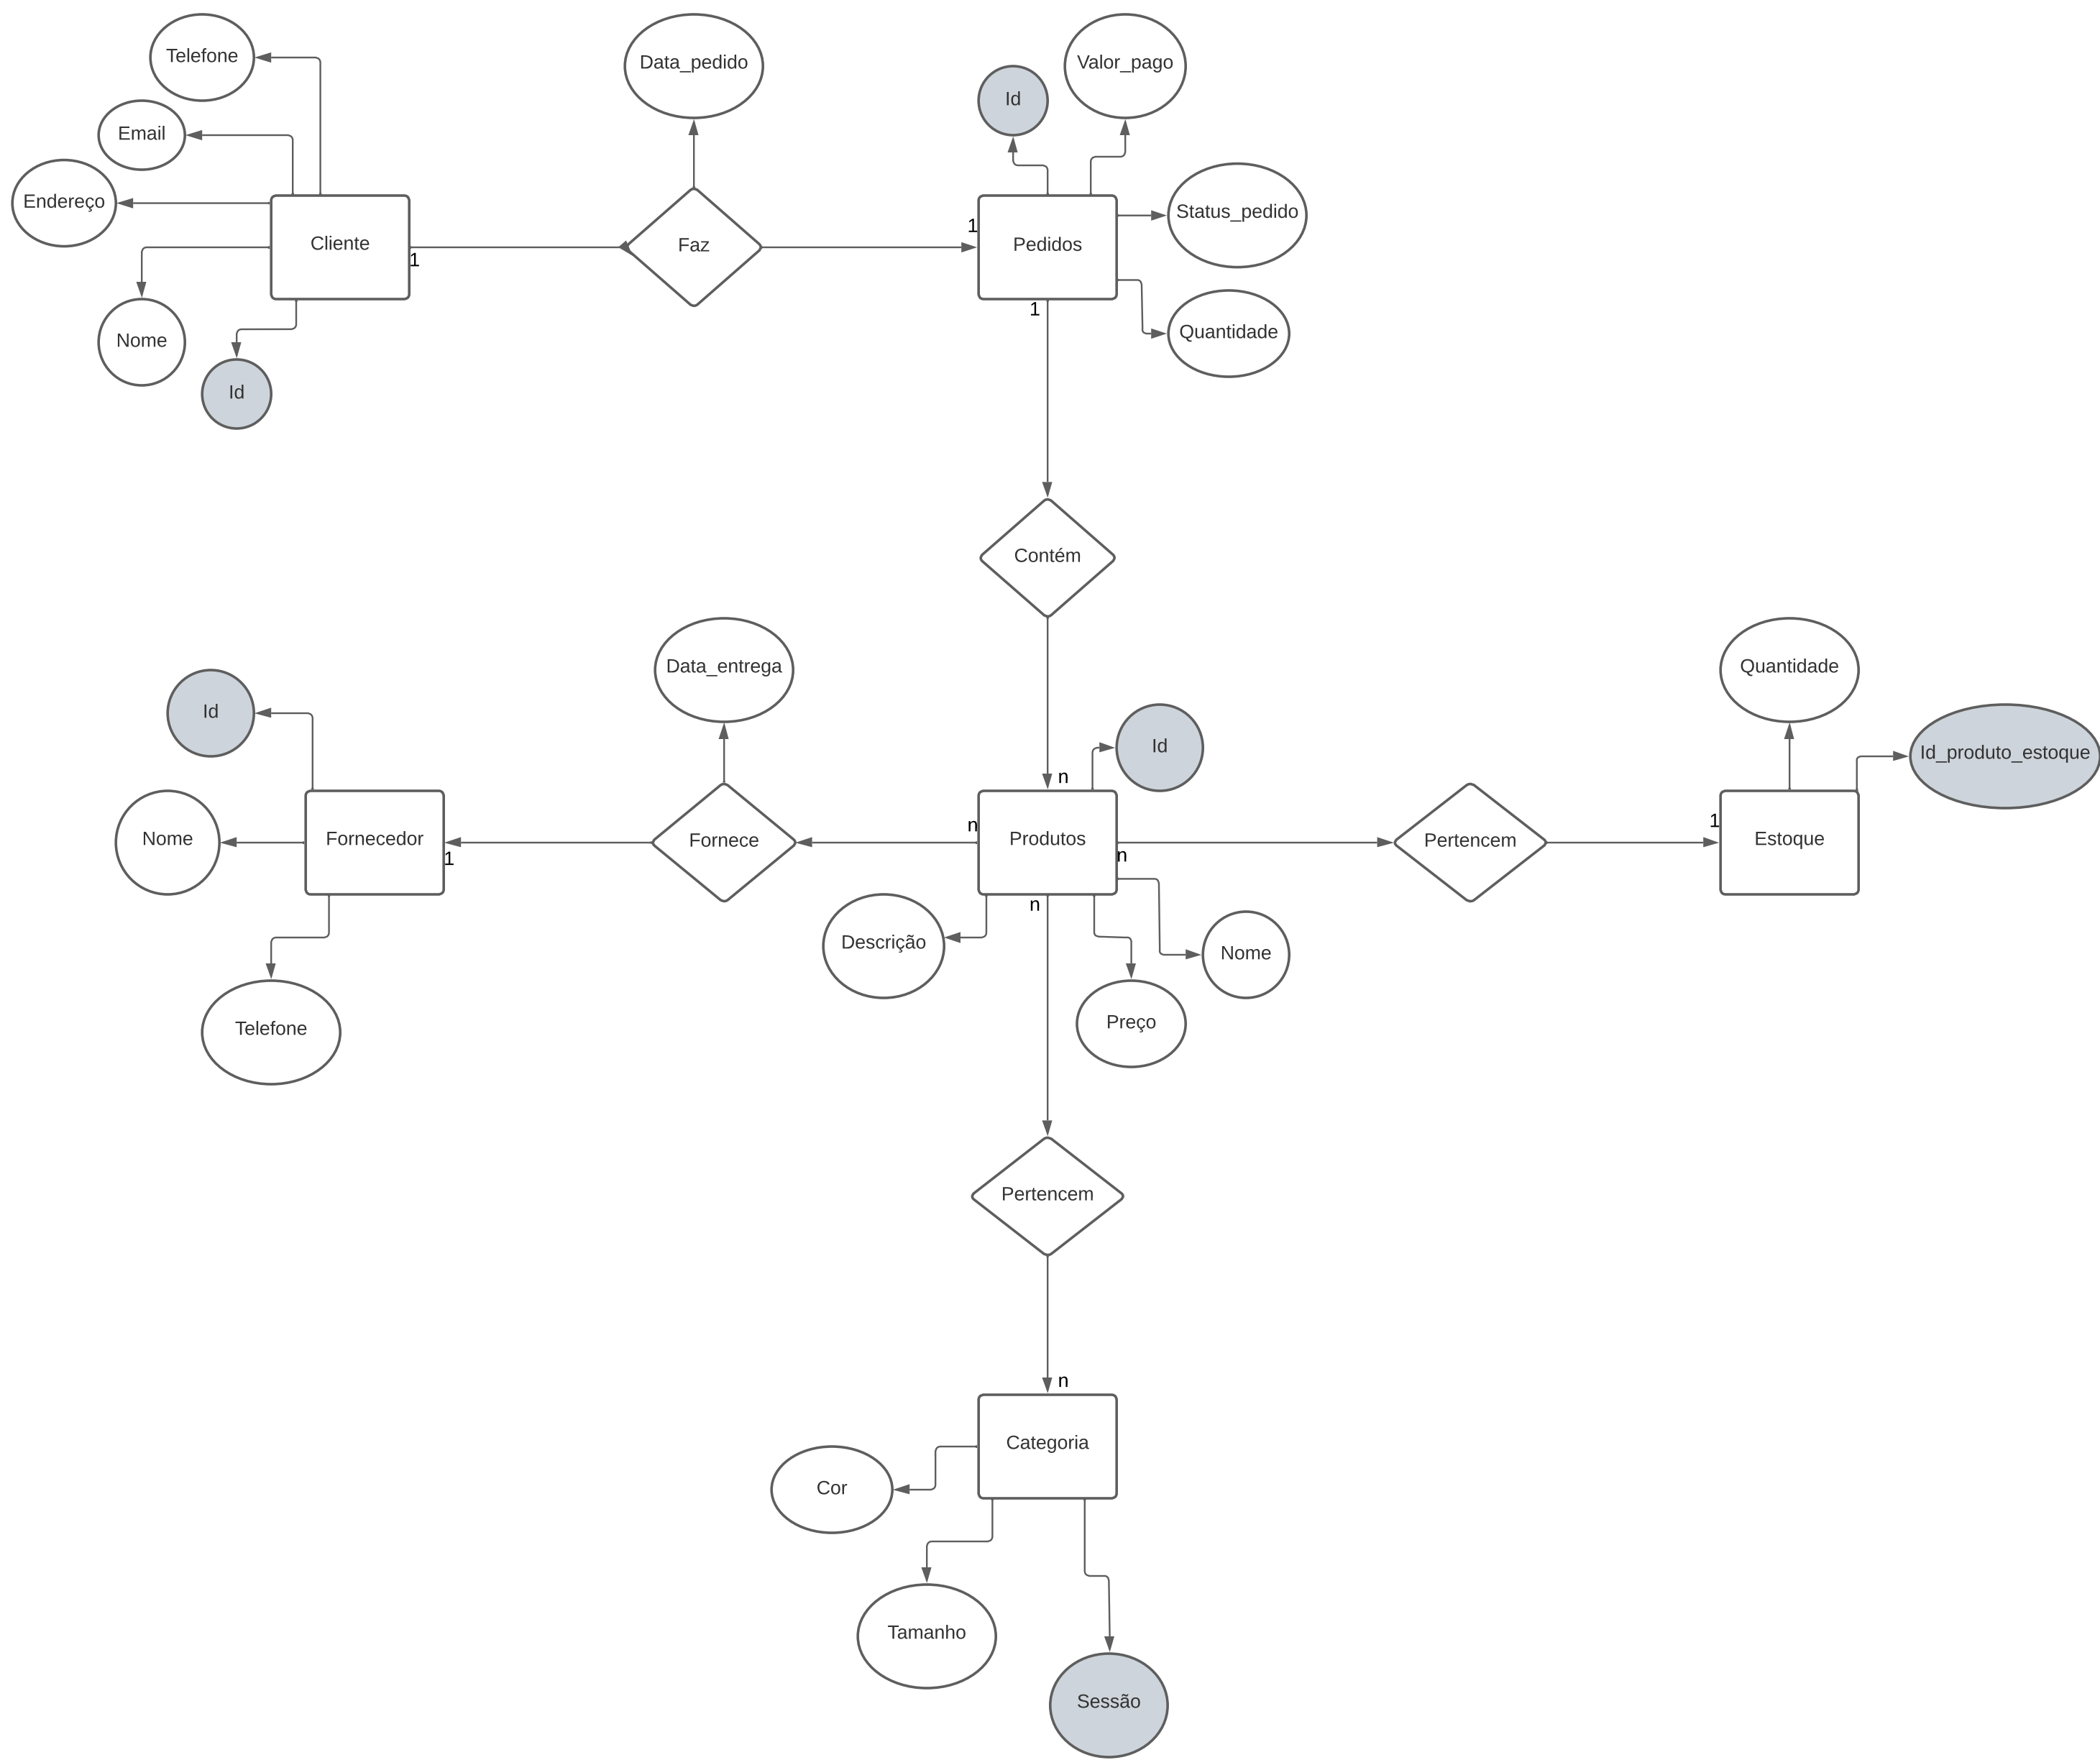 Telefone
Data_pedido
Valor_pago
Id
Email
Endereço
Status_pedido
1
Cliente
Faz
Pedidos
1
1
Quantidade
Nome
Id
Contém
Data_entrega
Quantidade
Id
Id
Id_produto_estoque
n
n
1
Nome
Fornecedor
Fornece
Produtos
Pertencem
Estoque
1
n
n
Descrição
Nome
Telefone
Preço
Pertencem
n
Categoria
Cor
Tamanho
Sessão